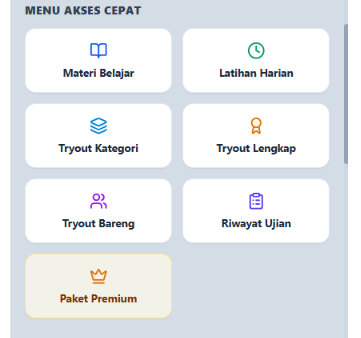 MENU AKSES CEPAT
Materi Belajar
Latihan Harian
Tryout Kategori
Tryout Lengkap
Tryout Bareng
Riwayat Ujian
Paket Premium